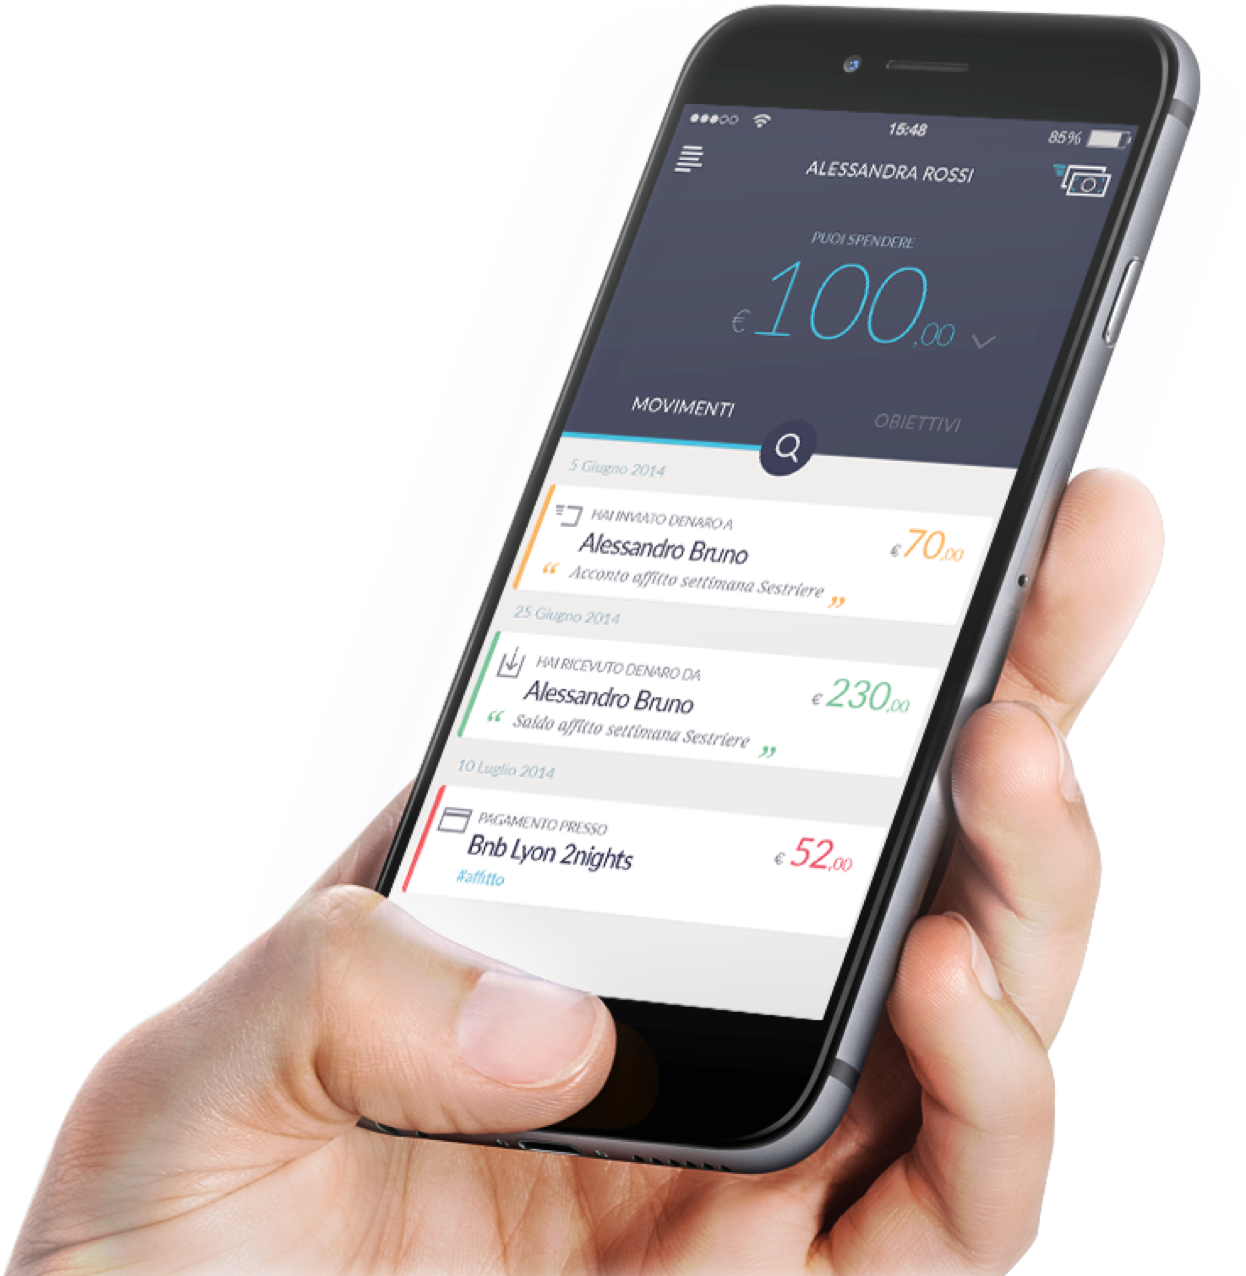 15:48
85%
ALESSANDRA ROSSI
PUOI SPENDERE
€ 100,00
MOVIMENTI
OBIETTIVI
5 Giugno 2014
HAI INVIATO DENARO A
Alessandro Bruno
€ 70,00
“ Acconto affitto settimana Sestriere ”
25 Giugno 2014
HAI RICEVUTO DENARO DA
Alessandro Bruno
€ 230,00
“ Saldo affitto settimana Sestriere ”
10 Luglio 2014
PAGAMENTO PRESSO
Bnb Lyon 2nights
€ 52,00
#affitto